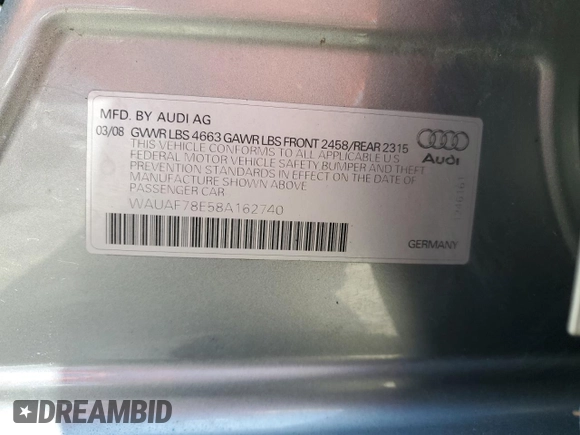 MFD. BY AUDI AG
03/08 GVWR LBS 4663 GAWR LBS FRONT 2458/REAR 2315
THIS VEHICLE CONFORMS TO ALL APPLICABLE U.S
FEDERAL MOTOR VEHICLE SAFETY BUMPER AND THEFT
PREVENTION STANDARDS IN EFFECT ON THE DATE OF
MANUFACTURE SHOWN ABOVE
PASSENGER CAR
WAUAF78E58A162740
Audi
GERMANY
DREAMBID